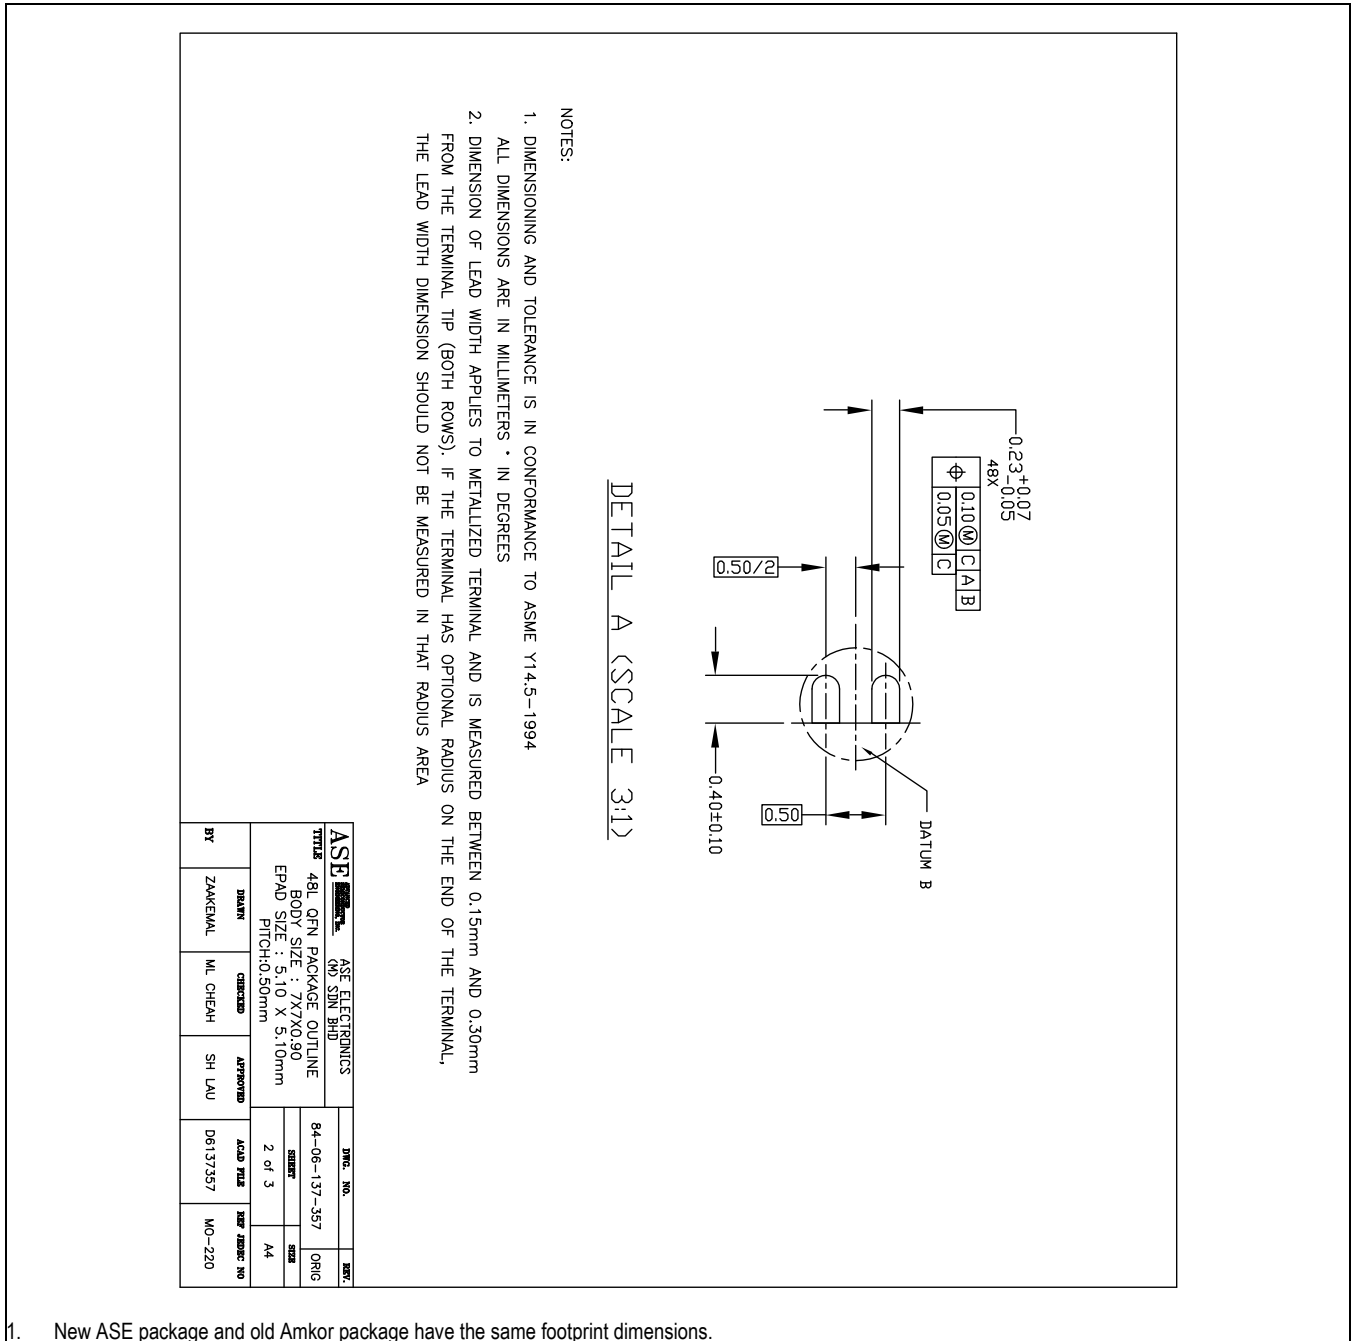 NOTES:
1. DIMENSIONING AND TOLERANCE IS IN CONFORMANCE TO ASME Y14.5-1994
ALL DIMENSIONS ARE IN MILLIMETERS ° IN DEGREES
2. DIMENSION OF LEAD WIDTH APPLIES TO METALLIZED TERMINAL AND IS MEASURED BETWEEN 0.15mm AND 0.30mm
FROM THE TERMINAL TIP (BOTH ROWS). IF THE TERMINAL HAS OPTIONAL RADIUS ON THE END OF THE TERMINAL,
THE LEAD WIDTH DIMENSION SHOULD NOT BE MEASURED IN THAT RADIUS AREA
0.23+0.07
-0.05
48X
⌖ 0.10 Ⓜ C A B
0.05 Ⓜ C
0.50/2
0.40±0.10
0.50
DATUM B
DETAIL A (SCALE 3:1)
ASE
ASE ELECTRONICS
(M) SDN BHD
TITLE 48L QFN PACKAGE OUTLINE
BODY SIZE : 7X7X0.90
EPAD SIZE : 5.10 X 5.10mm
PITCH:0.50mm
DWG. NO. REV.
84-06-137-357 ORIG
SHEET SIZE
2 of 3 A4
DRAWN CHECKED APPROVED ACAD FILE REF JEDEC NO
BY ZAAKEMAL ML CHEAH SH LAU D6137357 MO-220
1. New ASE package and old Amkor package have the same footprint dimensions.